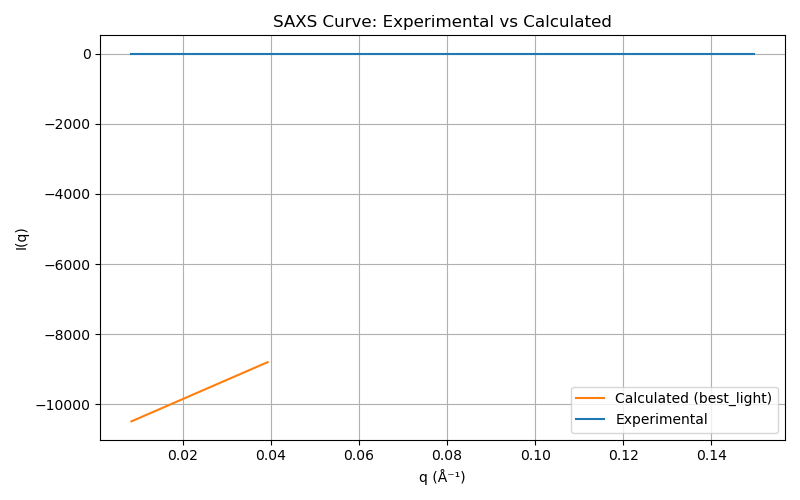 SAXS Curve: Experimental vs Calculated
0
−2000
−4000
−6000
−8000
−10000
I(q)
Calculated (best_light)
Experimental
0.02 0.04 0.06 0.08 0.10 0.12 0.14
q (Å⁻¹)